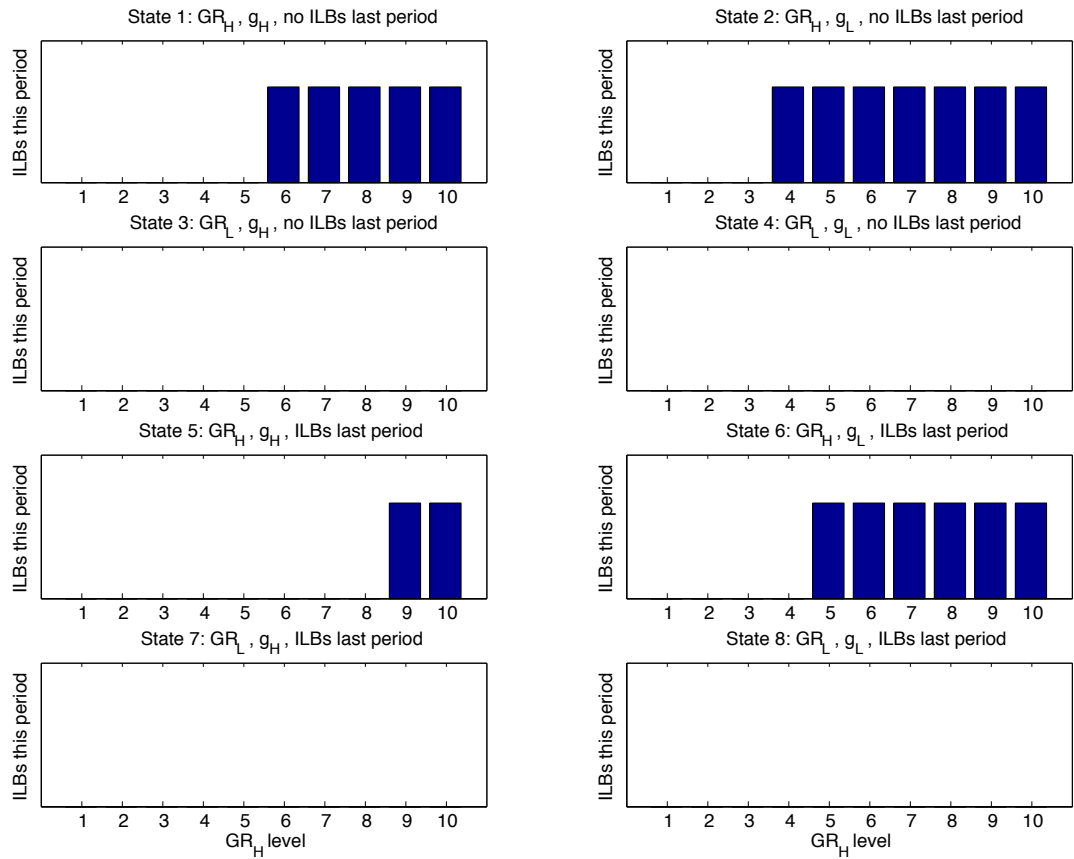 State 1: GR_H , g_H , no ILBs last period
State 2: GR_H , g_L , no ILBs last period
ILBs this period
1 2 3 4 5 6 7 8 9 10
ILBs this period
1 2 3 4 5 6 7 8 9 10
State 3: GR_L , g_H , no ILBs last period
State 4: GR_L , g_L , no ILBs last period
ILBs this period
1 2 3 4 5 6 7 8 9 10
ILBs this period
1 2 3 4 5 6 7 8 9 10
State 5: GR_H , g_H , ILBs last period
State 6: GR_H , g_L , ILBs last period
ILBs this period
1 2 3 4 5 6 7 8 9 10
ILBs this period
1 2 3 4 5 6 7 8 9 10
State 7: GR_L , g_H , ILBs last period
State 8: GR_L , g_L , ILBs last period
ILBs this period
1 2 3 4 5 6 7 8 9 10
GR_H level
ILBs this period
1 2 3 4 5 6 7 8 9 10
GR_H level